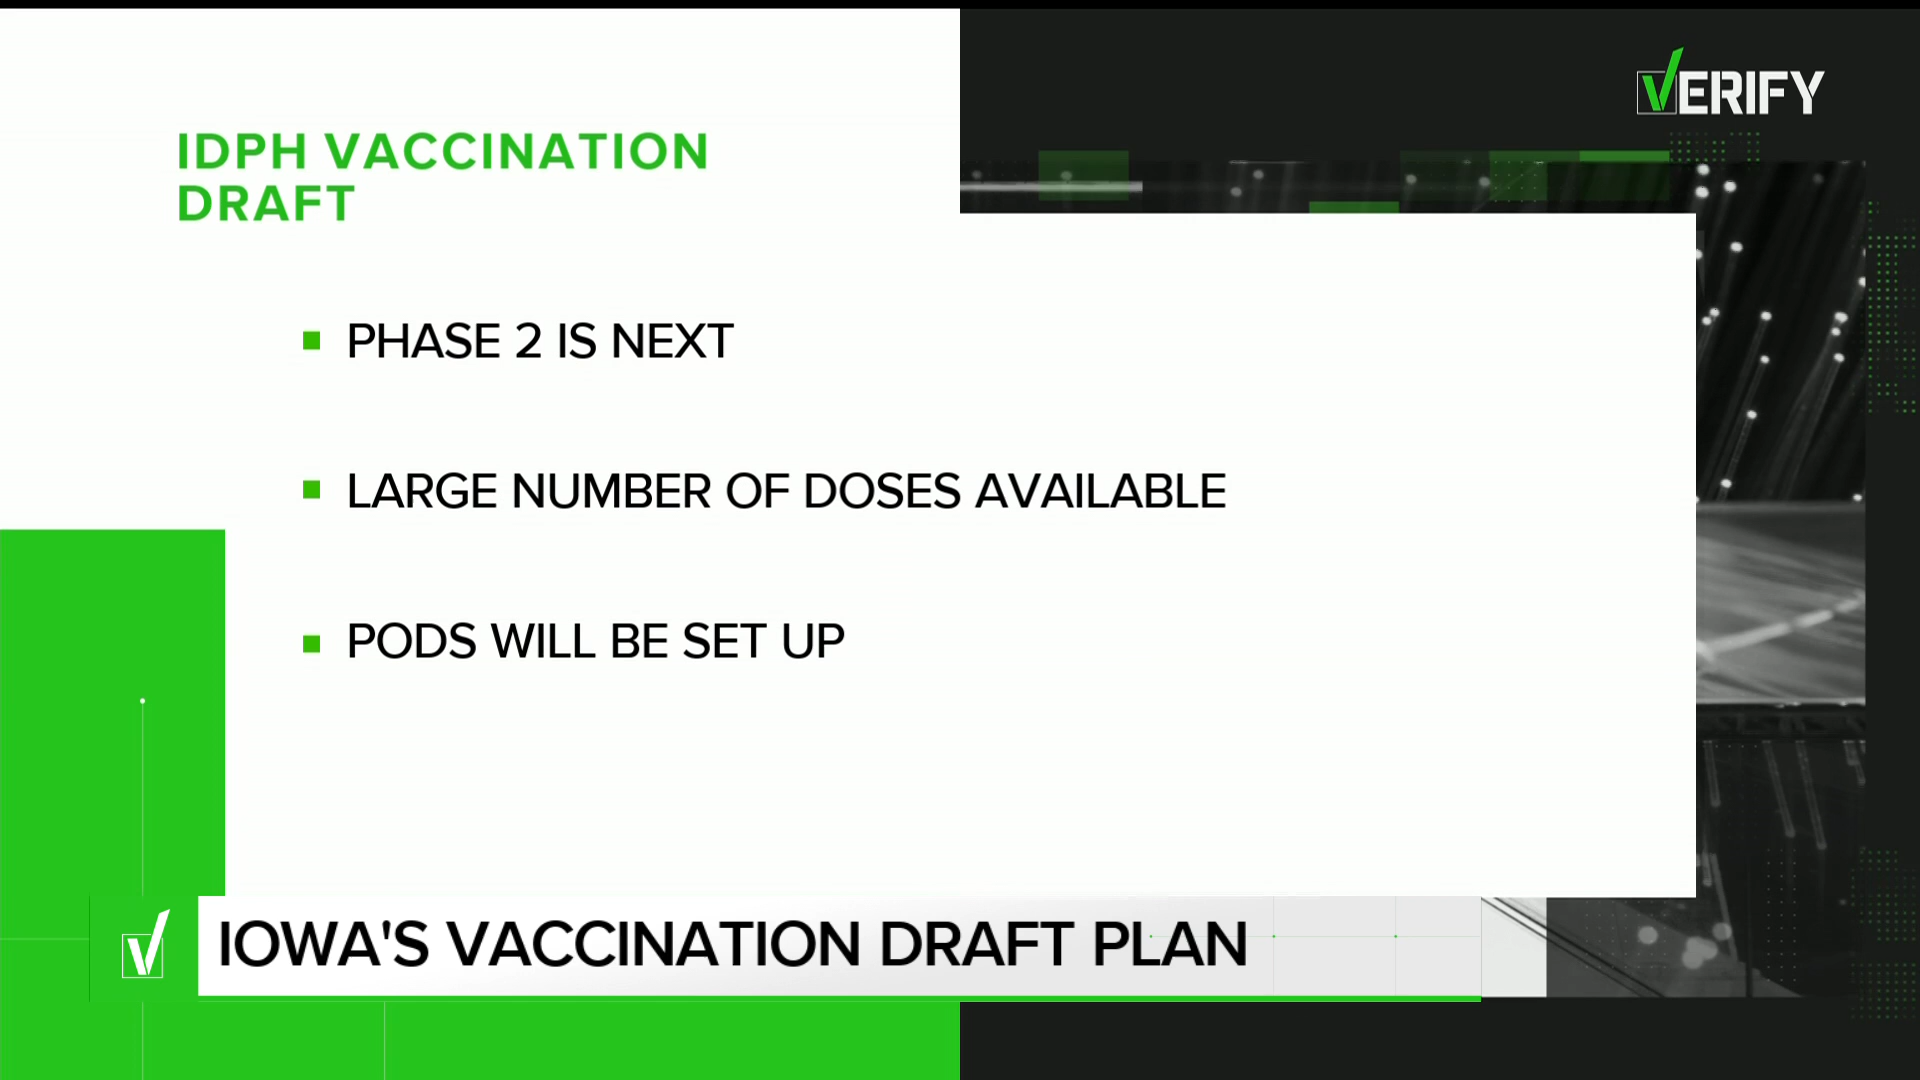 VERIFY
IDPH VACCINATION
DRAFT
PHASE 2 IS NEXT
LARGE NUMBER OF DOSES AVAILABLE
PODS WILL BE SET UP
IOWA'S VACCINATION DRAFT PLAN